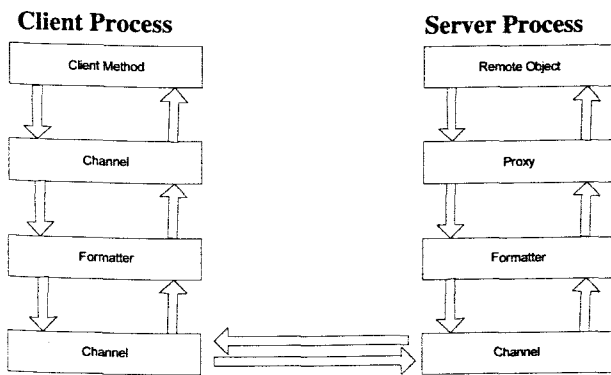 Client Process
Client Method
Channel
Formatter
Channel
Server Process
Remote Object
Proxy
Formatter
Channel